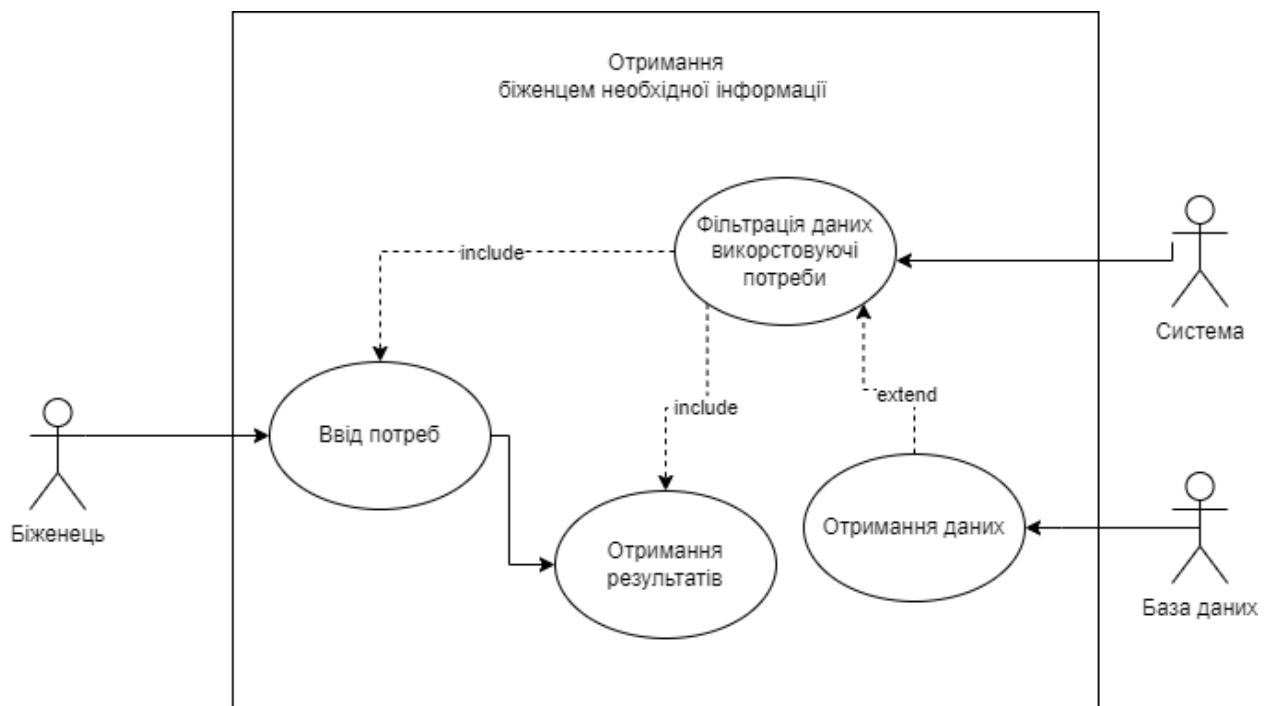 Отримання
біженцем необхідної інформації
Фільтрація даних
викорстовуючі
потреби
include
Система
Ввід потреб
include
extend
Біженець
Отримання
результатів
Отримання даних
База даних